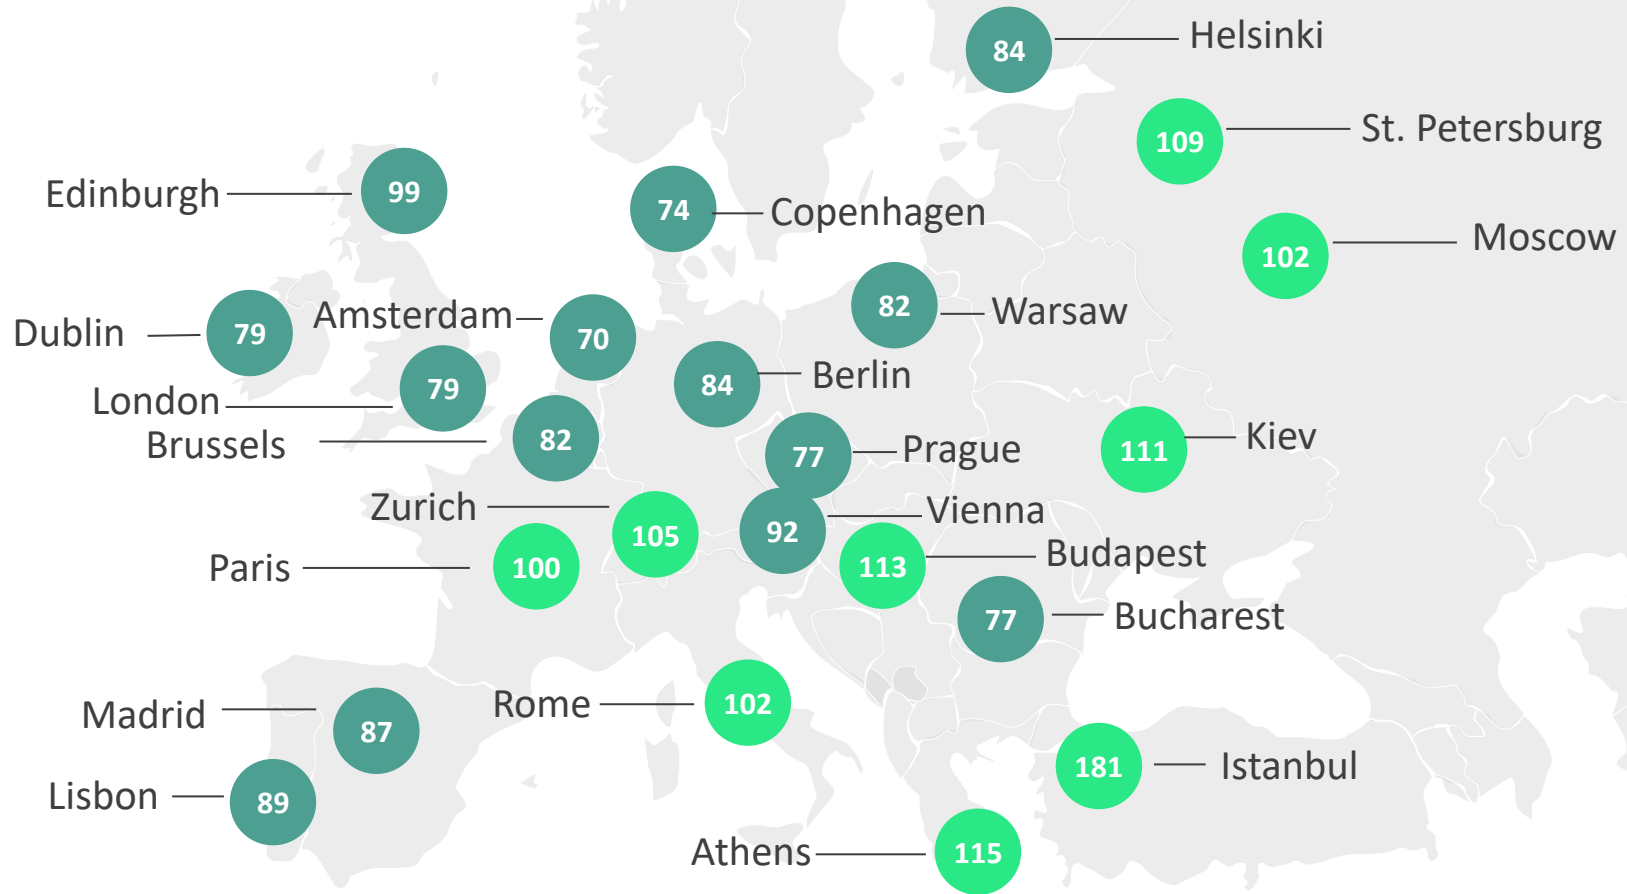 84
Helsinki
109
St. Petersburg
Edinburgh
99
74
Copenhagen
102
Moscow
Dublin
79
Amsterdam
70
82
Warsaw
London
79
84
Berlin
Brussels
82
77
Prague
111
Kiev
Zurich
105
92
Vienna
Paris
100
113
Budapest
77
Bucharest
Madrid
87
Rome
102
Lisbon
89
181
Istanbul
Athens
115